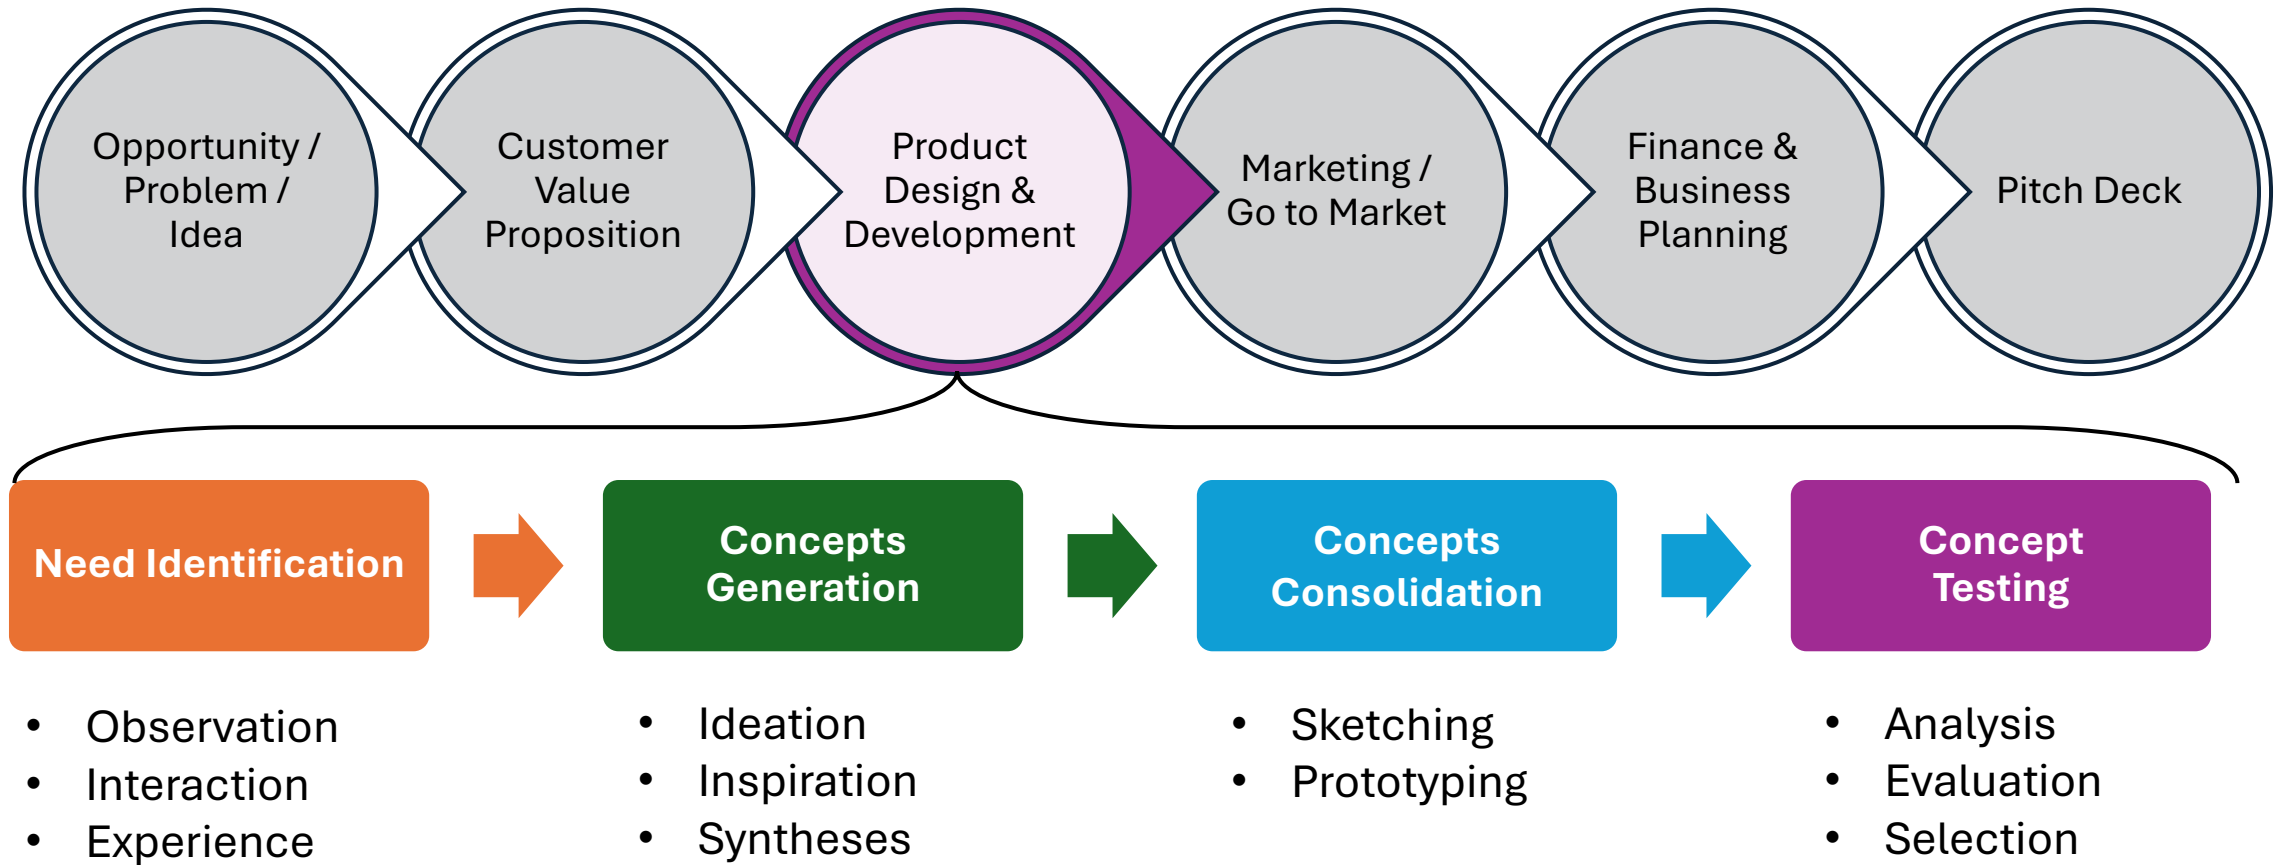 Opportunity /
Problem /
Idea
Customer
Value
Proposition
Product
Design &
Development
Marketing /
Go to Market
Finance &
Business
Planning
Pitch Deck
Need Identification
Concepts
Generation
Concepts
Consolidation
Concept
Testing
• Observation
• Interaction
• Experience
• Ideation
• Inspiration
• Syntheses
• Sketching
• Prototyping
• Analysis
• Evaluation
• Selection